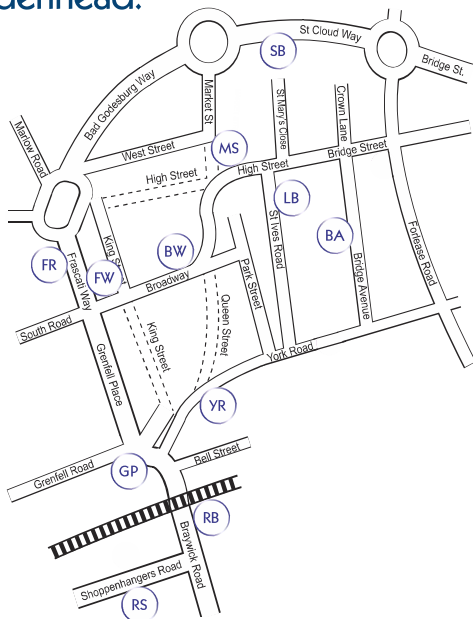 denhead.
St Cloud Way
SB
Bridge St.
Bad Godesburg Way
Market St
St Mary's Close
Crown Lane
Marlow Road
West Street
MS
High Street
Bridge Street
High Street
LB
BA
King S
BW
St Ives Road
FR
FW
Frascati Way
Broadway
Park Street
Bridge Avenue
Forlease Road
South Road
King Street
Queen Street
York Road
Grenfell Place
YR
Bell Street
Grenfell Road
GP
RB
Braywick Road
Shoppenhangers Road
RS